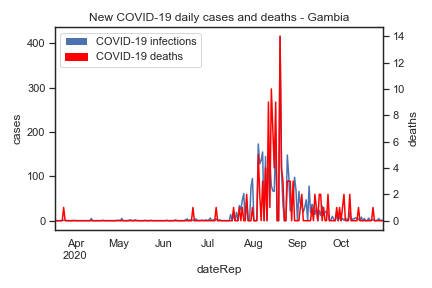 New COVID-19 daily cases and deaths - Gambia
COVID-19 infections
COVID-19 deaths
cases
400
300
200
100
0
deaths
14
12
10
8
6
4
2
0
Apr May Jun Jul Aug Sep Oct
2020
dateRep